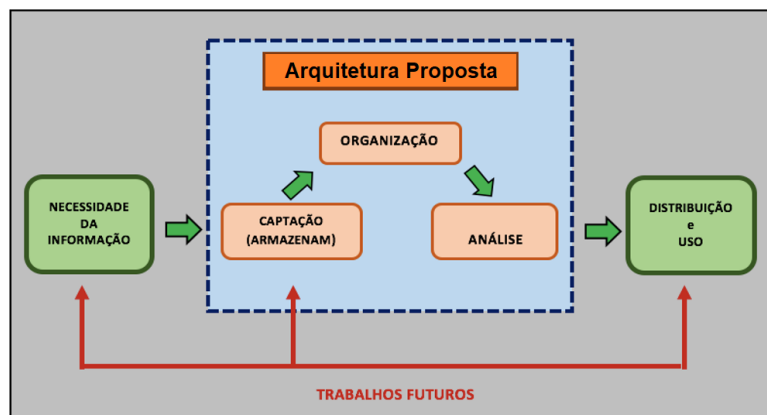 Arquitetura Proposta
ORGANIZAÇÃO
NECESSIDADE
DA
INFORMAÇÃO
CAPTAÇÃO
(ARMAZENAM)
ANÁLISE
DISTRIBUIÇÃO
e
USO
TRABALHOS FUTUROS